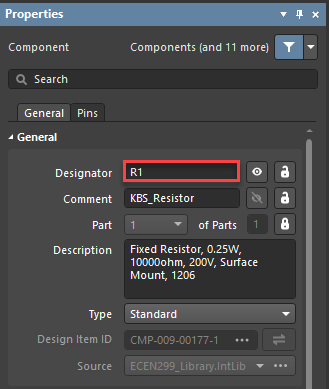 Properties
Component Components (and 11 more)
Search
General Pins
General
Designator R1
Comment KBS_Resistor
Part 1 of Parts 1
Description Fixed Resistor, 0.25W,
10000ohm, 200V, Surface
Mount, 1206
Type Standard
Design Item ID CMP-009-00177-1 •••
Source ECEN299_Library.IntLib •••